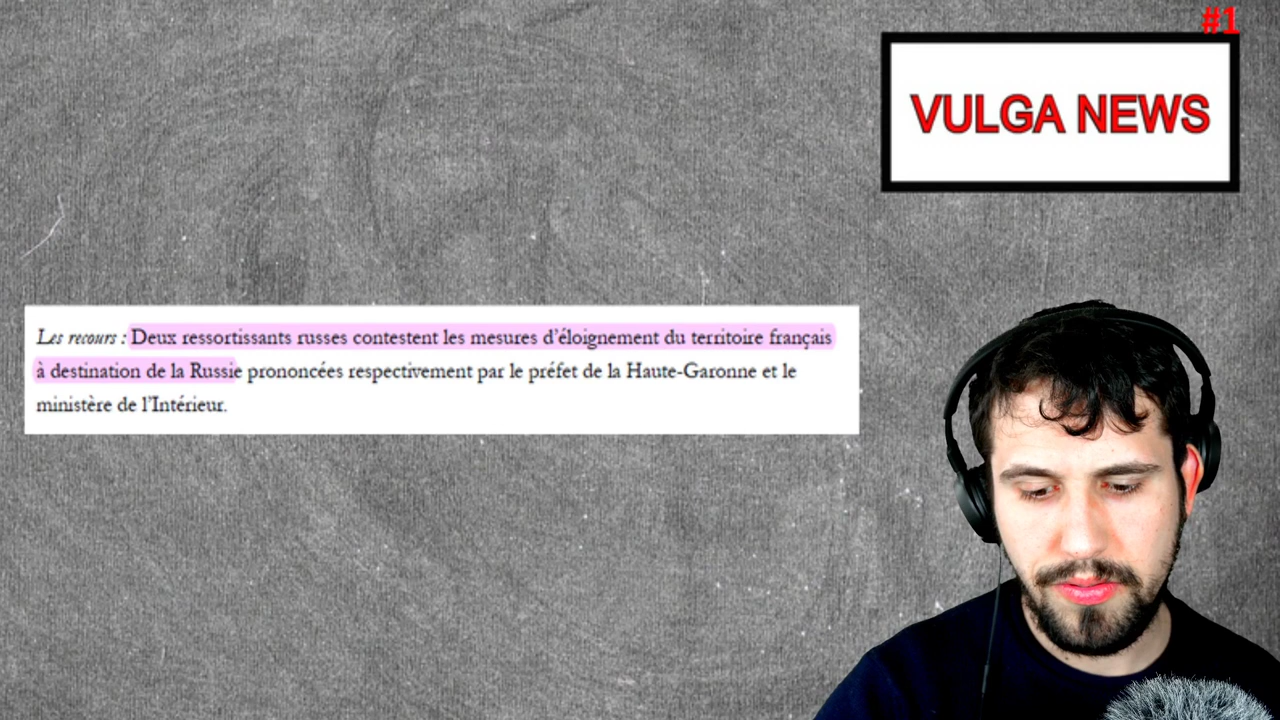 #1
VULGA NEWS
Les recours : Deux ressortissants russes contestent les mesures d'éloignement du territoire français
à destination de la Russie prononcées respectivement par le préfet de la Haute-Garonne et le
ministère de l'Intérieur.